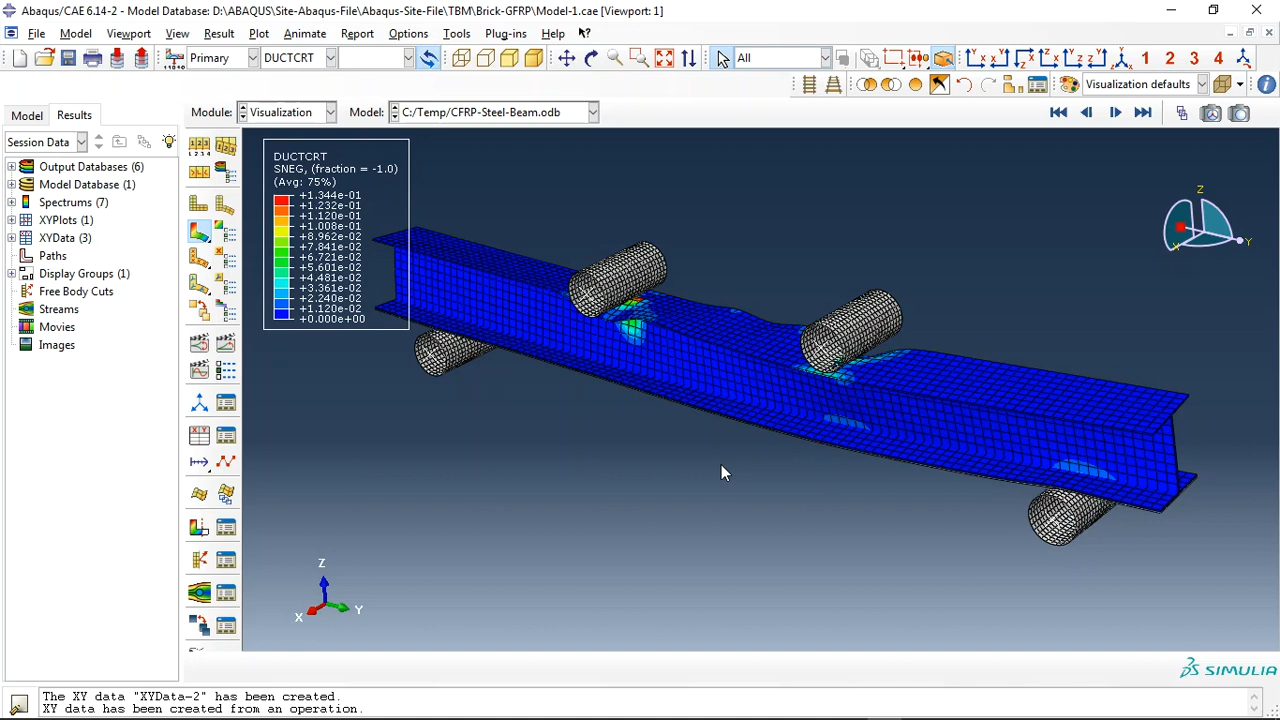 Abaqus/CAE 6.14-2 - Model Database: D:\ABAQUS\Site-Abaqus-File\Abaqus-Site-File\TBM\Brick-GFRP\Model-1.cae [Viewport: 1]
File Model Viewport View Result Plot Animate Report Options Tools Plug-ins Help
Primary DUCTCRT All 1 2 3
Visualization defaults
Model Results Module: Visualization Model: C:/Temp/CFRP-Steel-Beam.odb
Session Data
Output Databases (6)
Model Database (1)
Spectrums (7)
XYPlots (1)
XYData (3)
Paths
Display Groups (1)
Free Body Cuts
Streams
Movies
Images
DUCTCRT
SNEG, (fraction = -1.0)
(Avg: 75%)
+1.344e-01
+1.232e-01
+1.120e-01
+1.008e-01
+8.962e-02
+7.841e-02
+6.721e-02
+5.601e-02
+4.481e-02
+3.361e-02
+2.240e-02
+1.120e-02
+0.000e+00
Z
Y
X
Z
Y
X
SIMULIA
The XY data "XYData-2" has been created.
XY data has been created from an operation.